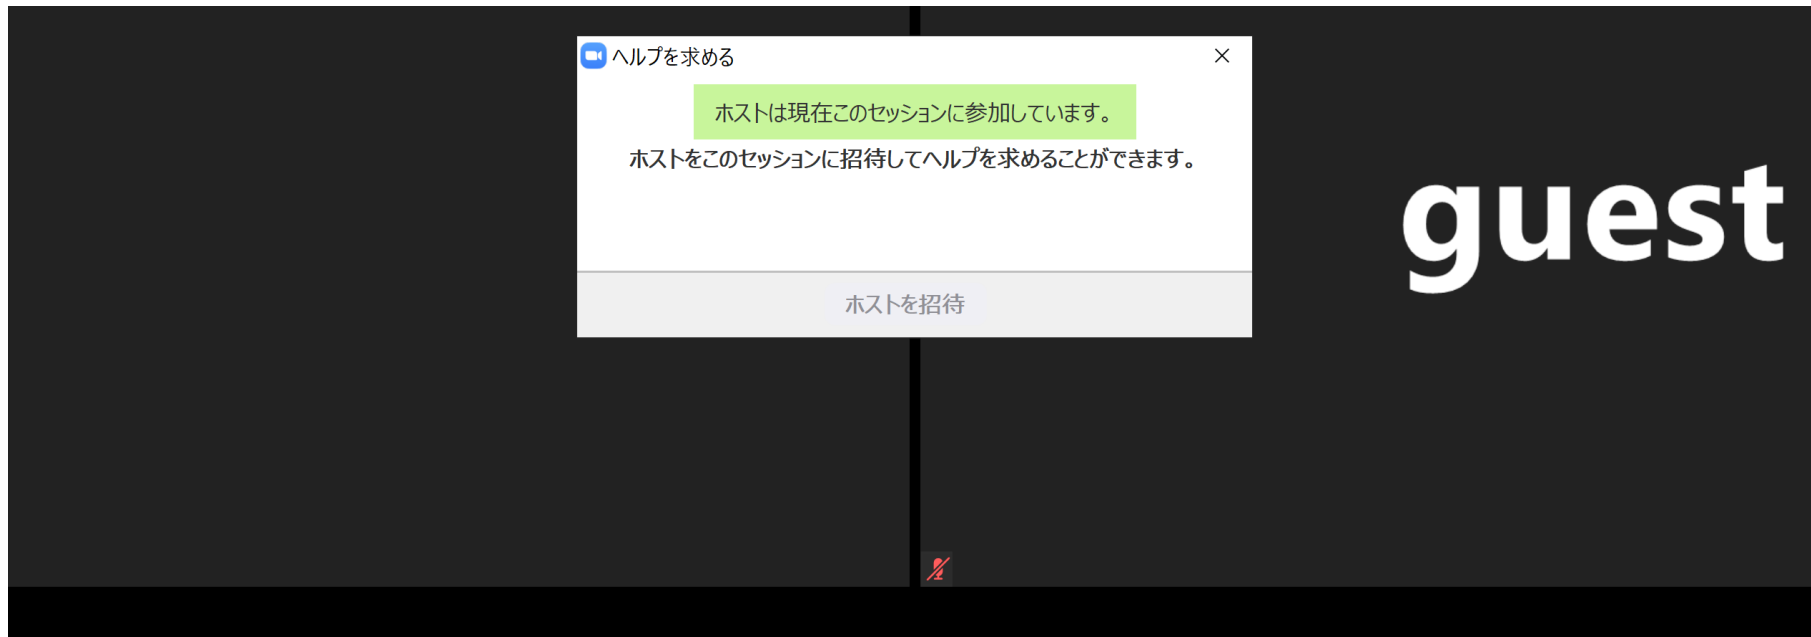 ヘルプを求める
ホストは現在このセッションに参加しています。
ホストをこのセッションに招待してヘルプを求めることができます。
guest
ホストを招待